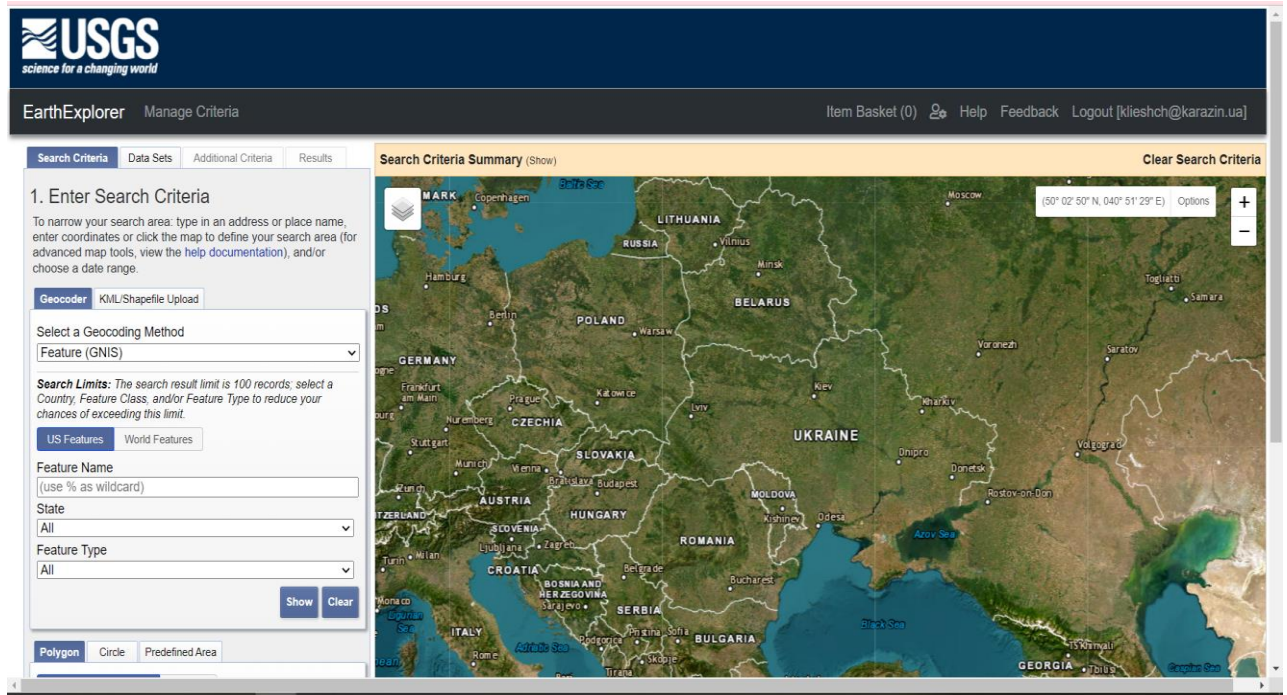 USGS
science for a changing world
EarthExplorer Manage Criteria Item Basket (0) Help Feedback Logout [klieshch@karazin.ua]
Search Criteria Data Sets Additional Criteria Results
1. Enter Search Criteria
To narrow your search area: type in an address or place name,
enter coordinates or click the map to define your search area (for
advanced map tools, view the help documentation), and/or
choose a date range.
Geocoder KML/Shapefile Upload
Select a Geocoding Method
Feature (GNIS)
Search Limits: The search result limit is 100 records; select a
Country, Feature Class, and/or Feature Type to reduce your
chances of exceeding this limit.
US Features World Features
Feature Name
(use % as wildcard)
State
All
Feature Type
All
Show Clear
Polygon Circle Predefined Area
Search Criteria Summary (Show) Clear Search Criteria
(50° 02' 50" N, 040° 51' 29" E) Options
+
−
Baltic Sea
MARK Copenhagen Moscow
LITHUANIA
RUSSIA Vilnius
Minsk
Hamburg Togliatti
Samara
BELARUS
Berlin POLAND
Warsaw
Voronezh Saratov
GERMANY
Frankfurt
am Main Prague Katowice Kiev Kharkiv
Lviv
Nuremberg CZECHIA
Stuttgart UKRAINE Volgograd
SLOVAKIA Dnipro
Munich Vienna Donetsk
Bratislava Budapest
Zurich MOLDOVA Rostov-on-Don
AUSTRIA
TZERLAND HUNGARY Kishinev Odesa
SLOVENIA Azov Sea
Ljubljana Zagreb ROMANIA
Turin Milan
CROATIA Belgrade
BOSNIA AND Bucharest
HERZEGOVINA
Monaco Sarajevo SERBIA
Ligurian
Sea Black Sea
ITALY Pristina Sofia BULGARIA
Adriatic Sea Podgorica Tskhinvali
Rome Skopje GEORGIA Tbilisi Caspian Sea
Tirana